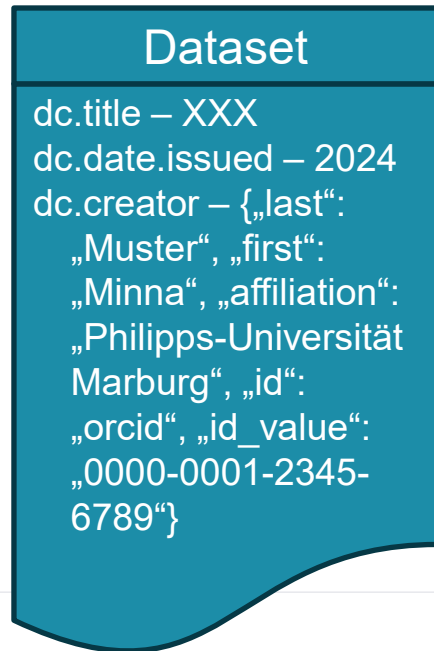 Dataset
dc.title – XXX
dc.date.issued – 2024
dc.creator – {„last“:
„Muster“, „first“:
„Minna“, „affiliation“:
„Philipps-Universität
Marburg“, „id“:
„orcid“, „id_value“:
„0000-0001-2345-
6789“}